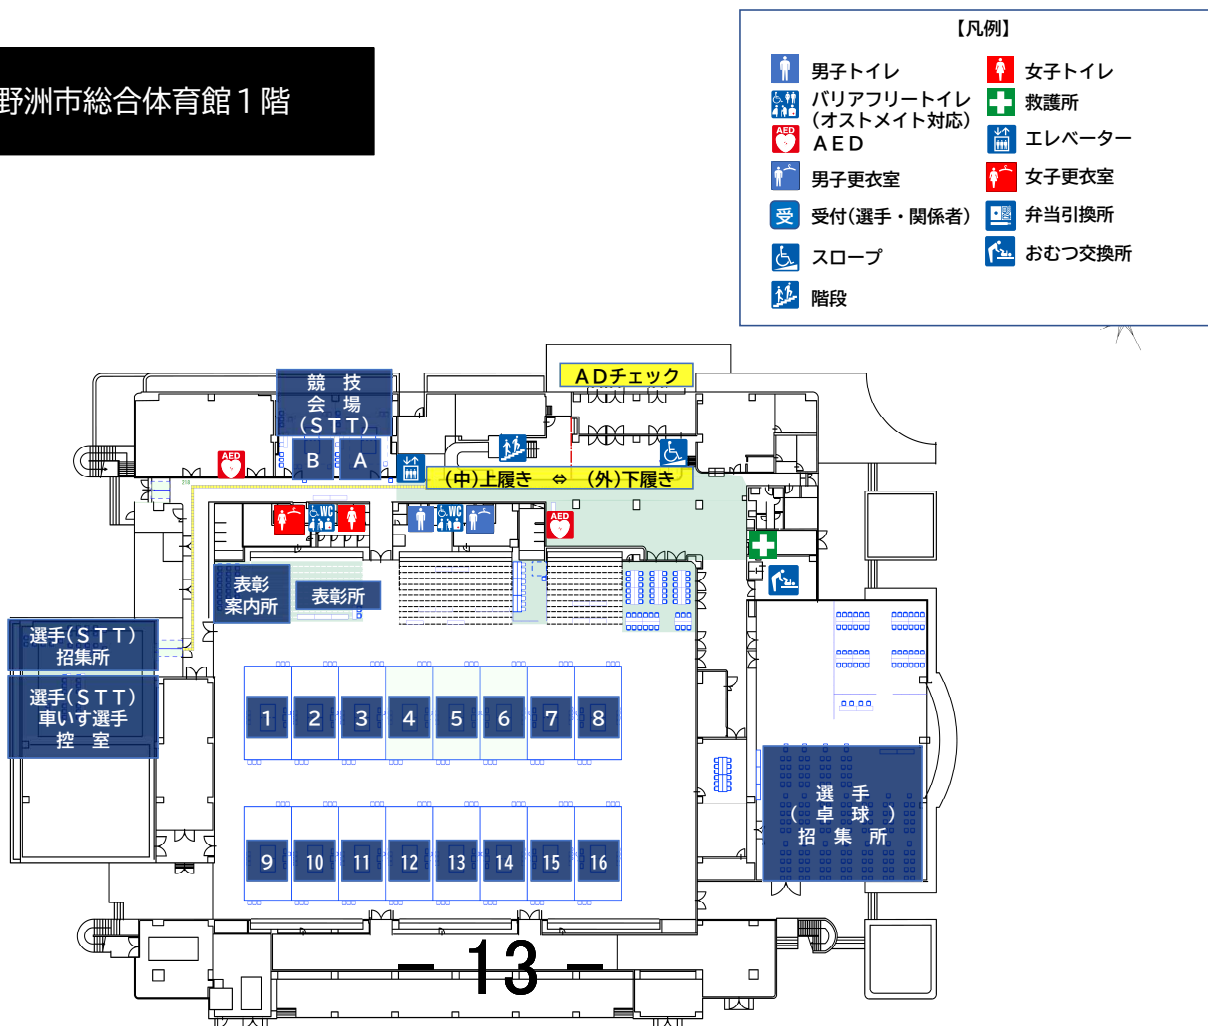 野洲市総合体育館１階
【凡例】
男子トイレ
女子トイレ
バリアフリートイレ
(オストメイト対応)
救護所
AED
ＡＥＤ
エレベーター
男子更衣室
女子更衣室
受
受付(選手・関係者)
弁当引換所
スロープ
おむつ交換所
階段
ADチェック
競　技
会　場
(ＳＴＴ)
B
A
AED
(中)上履き　⇔　(外)下履き
WC
WC
AED
表彰
案内所
表彰所
選手(ＳＴＴ)
招集所
選手(ＳＴＴ)
車いす選手
控　室
1
2
3
4
5
6
7
8
選　手
(　卓　球　)
招　集　所
9
10
11
12
13
14
15
16
— 13 —